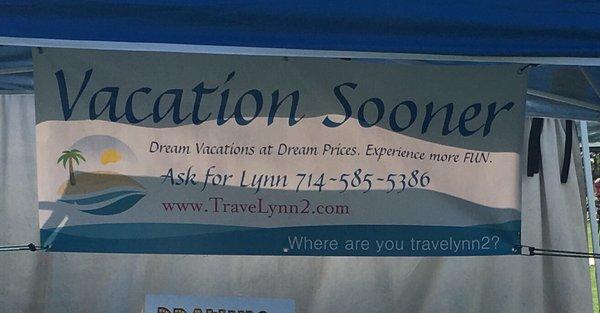 Vacation Sooner
Dream Vacations at Dream Prices. Experience more FUN.
Ask for Lynn 714-585-5386
www.TraveLynn2.com
Where are you travelynn2?